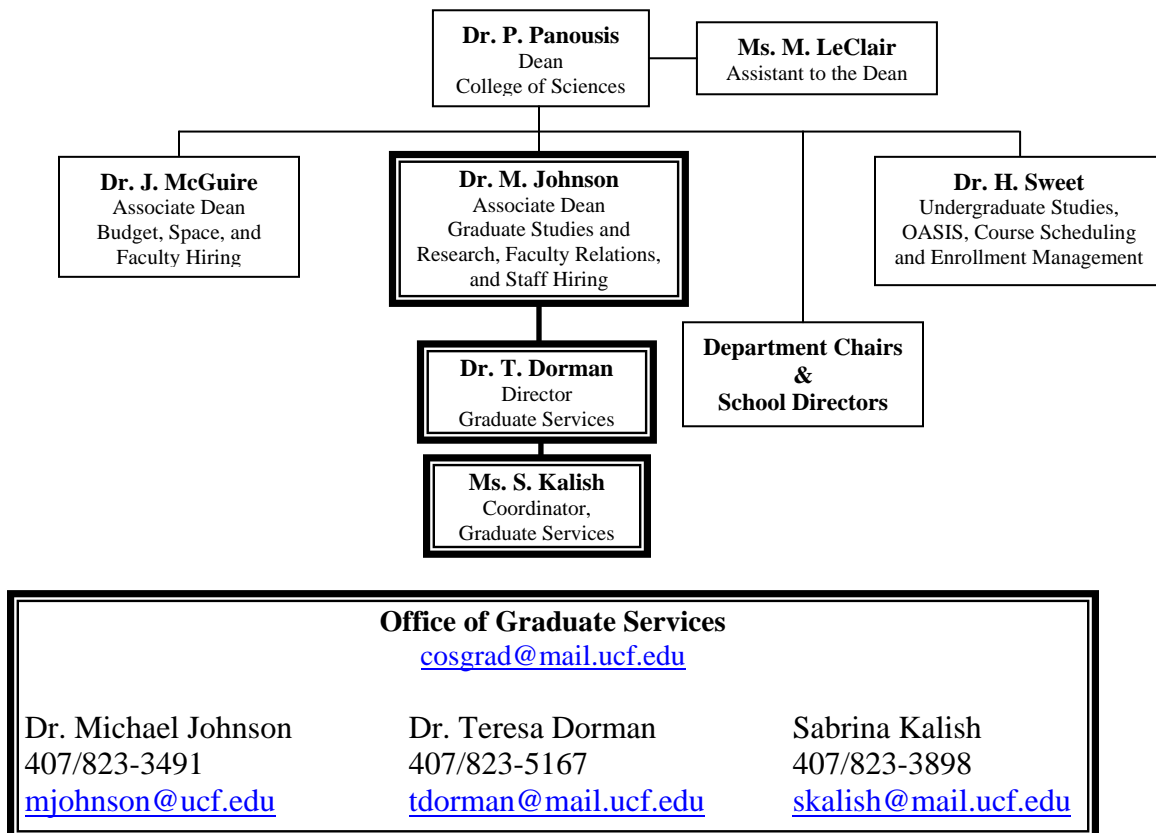 Dr. P. Panousis
Dean
College of Sciences
Ms. M. LeClair
Assistant to the Dean
Dr. J. McGuire
Associate Dean
Budget, Space, and
Faculty Hiring
Dr. M. Johnson
Associate Dean
Graduate Studies and
Research, Faculty Relations,
and Staff Hiring
Dr. H. Sweet
Undergraduate Studies,
OASIS, Course Scheduling
and Enrollment Management
Department Chairs
&
School Directors
Dr. T. Dorman
Director
Graduate Services
Ms. S. Kalish
Coordinator,
Graduate Services
Office of Graduate Services
cosgrad@mail.ucf.edu
Dr. Michael Johnson
407/823-3491
mjohnson@ucf.edu
Dr. Teresa Dorman
407/823-5167
tdorman@mail.ucf.edu
Sabrina Kalish
407/823-3898
skalish@mail.ucf.edu